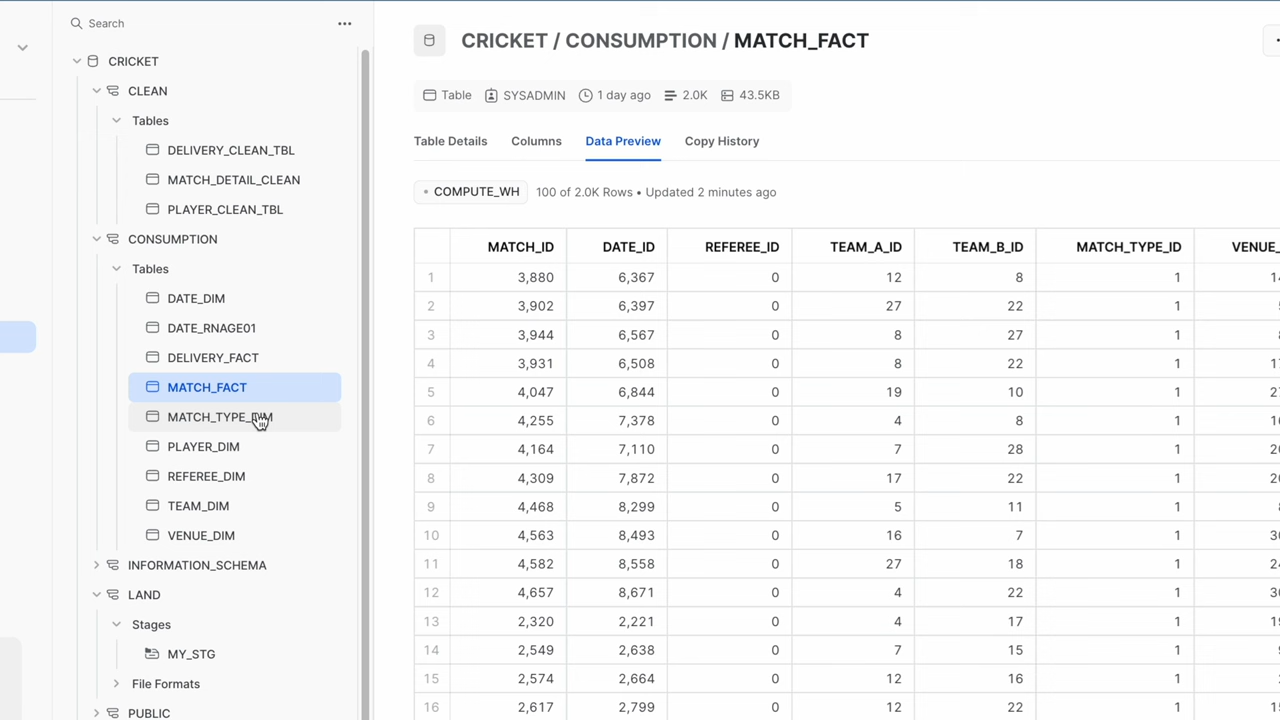 Search
CRICKET
CLEAN
Tables
DELIVERY_CLEAN_TBL
MATCH_DETAIL_CLEAN
PLAYER_CLEAN_TBL
CONSUMPTION
Tables
DATE_DIM
DATE_RNAGE01
DELIVERY_FACT
MATCH_FACT
MATCH_TYPE_DIM
PLAYER_DIM
REFEREE_DIM
TEAM_DIM
VENUE_DIM
INFORMATION_SCHEMA
LAND
Stages
MY_STG
File Formats
PUBLIC
CRICKET / CONSUMPTION / MATCH_FACT
Table SYSADMIN 1 day ago 2.0K 43.5KB
Table Details Columns Data Preview Copy History
COMPUTE_WH 100 of 2.0K Rows • Updated 2 minutes ago
MATCH_ID DATE_ID REFEREE_ID TEAM_A_ID TEAM_B_ID MATCH_TYPE_ID VENUE_
1 3,880 6,367 0 12 8 1
2 3,902 6,397 0 27 22 1
3 3,944 6,567 0 8 27 1
4 3,931 6,508 0 8 22 1
5 4,047 6,844 0 19 10 1
6 4,255 7,378 0 4 8 1
7 4,164 7,110 0 7 28 1
8 4,309 7,872 0 17 22 1
9 4,468 8,299 0 5 11 1
10 4,563 8,493 0 16 7 1
11 4,582 8,558 0 27 18 1
12 4,657 8,671 0 4 22 1
13 2,320 2,221 0 4 17 1
14 2,549 2,638 0 7 15 1
15 2,574 2,664 0 12 16 1
16 2,617 2,799 0 12 22 1